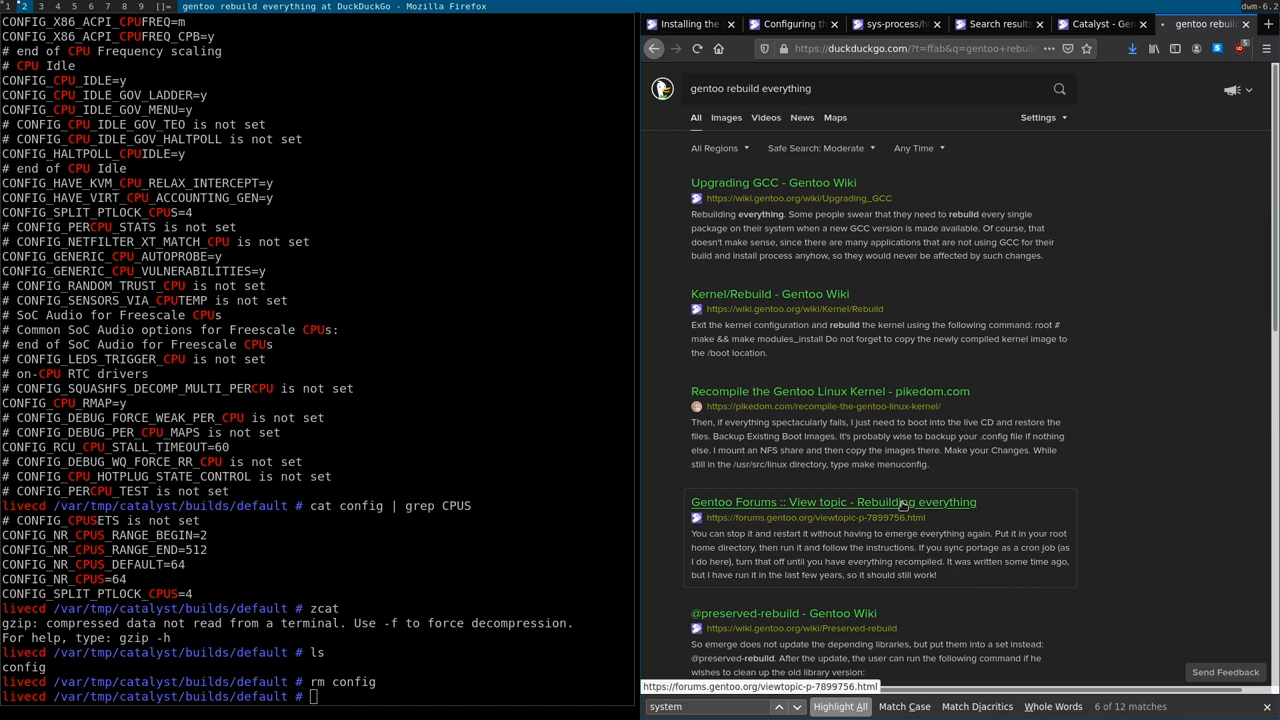 1 2 3 4 5 6 7 8 9 []= gentoo rebuild everything at DuckDuckGo - Mozilla Firefox dwm-6.2
CONFIG_X86_ACPI_CPUFREQ=m
CONFIG_X86_ACPI_CPUFREQ_CPB=y
# end of CPU Frequency scaling
# CPU Idle
CONFIG_CPU_IDLE=y
CONFIG_CPU_IDLE_GOV_LADDER=y
CONFIG_CPU_IDLE_GOV_MENU=y
# CONFIG_CPU_IDLE_GOV_TEO is not set
# CONFIG_CPU_IDLE_GOV_HALTPOLL is not set
CONFIG_HALTPOLL_CPUIDLE=y
# end of CPU Idle
CONFIG_HAVE_KVM_CPU_RELAX_INTERCEPT=y
CONFIG_HAVE_VIRT_CPU_ACCOUNTING_GEN=y
CONFIG_SPLIT_PTLOCK_CPUS=4
# CONFIG_PERCPU_STATS is not set
# CONFIG_NETFILTER_XT_MATCH_CPU is not set
CONFIG_GENERIC_CPU_AUTOPROBE=y
CONFIG_GENERIC_CPU_VULNERABILITIES=y
# CONFIG_RANDOM_TRUST_CPU is not set
# CONFIG_SENSORS_VIA_CPUTEMP is not set
# SoC Audio for Freescale CPUs
# Common SoC Audio options for Freescale CPUs:
# end of SoC Audio for Freescale CPUs
# CONFIG_LEDS_TRIGGER_CPU is not set
# on-CPU RTC drivers
# CONFIG_SQUASHFS_DECOMP_MULTI_PERCPU is not set
CONFIG_CPU_RMAP=y
# CONFIG_DEBUG_FORCE_WEAK_PER_CPU is not set
# CONFIG_DEBUG_PER_CPU_MAPS is not set
CONFIG_RCU_CPU_STALL_TIMEOUT=60
# CONFIG_DEBUG_WQ_FORCE_RR_CPU is not set
# CONFIG_CPU_HOTPLUG_STATE_CONTROL is not set
# CONFIG_PERCPU_TEST is not set
livecd /var/tmp/catalyst/builds/default # cat config | grep CPUS
# CONFIG_CPUSETS is not set
CONFIG_NR_CPUS_RANGE_BEGIN=2
CONFIG_NR_CPUS_RANGE_END=512
CONFIG_NR_CPUS_DEFAULT=64
CONFIG_NR_CPUS=64
CONFIG_SPLIT_PTLOCK_CPUS=4
livecd /var/tmp/catalyst/builds/default # zcat
gzip: compressed data not read from a terminal. Use -f to force decompression.
For help, type: gzip -h
livecd /var/tmp/catalyst/builds/default # ls
config
livecd /var/tmp/catalyst/builds/default # rm config
livecd /var/tmp/catalyst/builds/default #
Installing the Configuring th sys-process/h Search results Catalyst - Gen gentoo rebuil
https://duckduckgo.com/?t=ffab&q=gentoo+rebui
5
gentoo rebuild everything
All Images Videos News Maps Settings
All Regions Safe Search: Moderate Any Time
Upgrading GCC - Gentoo Wiki
https://wiki.gentoo.org/wiki/Upgrading_GCC
Rebuilding everything. Some people swear that they need to rebuild every single
package on their system when a new GCC version is made available. Of course, that
doesn't make sense, since there are many applications that are not using GCC for their
build and install process anyhow, so they would never be affected by such changes.
Kernel/Rebuild - Gentoo Wiki
https://wiki.gentoo.org/wiki/Kernel/Rebuild
Exit the kernel configuration and rebuild the kernel using the following command: root #
make && make modules_install Do not forget to copy the newly compiled kernel image to
the /boot location.
Recompile the Gentoo Linux Kernel - pikedom.com
https://pikedom.com/recompile-the-gentoo-linux-kernel/
Then, if everything spectacularly fails, I just need to boot into the live CD and restore the
files. Backup Existing Boot Images. It's probably wise to backup your .config file if nothing
else. I mount an NFS share and then copy the images there. Make your Changes. While
still in the /usr/src/linux directory, type make menuconfig.
Gentoo Forums :: View topic - Rebuilding everything
https://forums.gentoo.org/viewtopic-p-7899756.html
You can stop it and restart it without having to emerge everything again. Put it in your root
home directory, then run it and follow the instructions. If you sync portage as a cron job (as
I do here), turn that off until you have everything recompiled. It was written some time ago,
but I have run it in the last few years, so it should still work!
@preserved-rebuild - Gentoo Wiki
https://wiki.gentoo.org/wiki/Preserved-rebuild
So emerge does not update the depending libraries, but put them into a set instead:
@preserved-rebuild. After the update, the user can run the following command if he
wishes to clean up the old library version:
Send Feedback
https://forums.gentoo.org/viewtopic-p-7899756.html
system Highlight All Match Case Match Diacritics Whole Words 6 of 12 matches